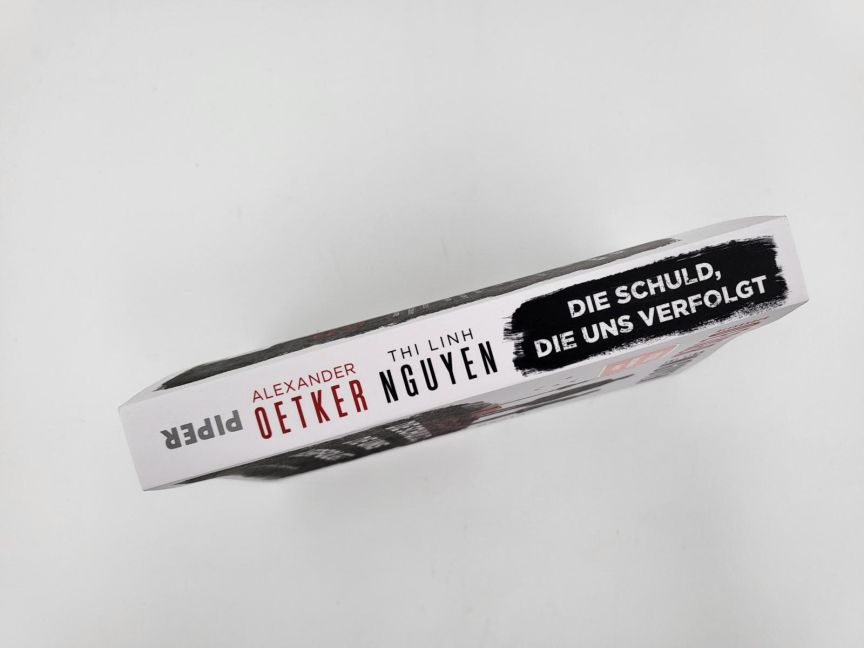 PIPER
ALEXANDER
OETKER
THI LINH
NGUYEN
DIE SCHULD,
DIE UNS VERFOLGT